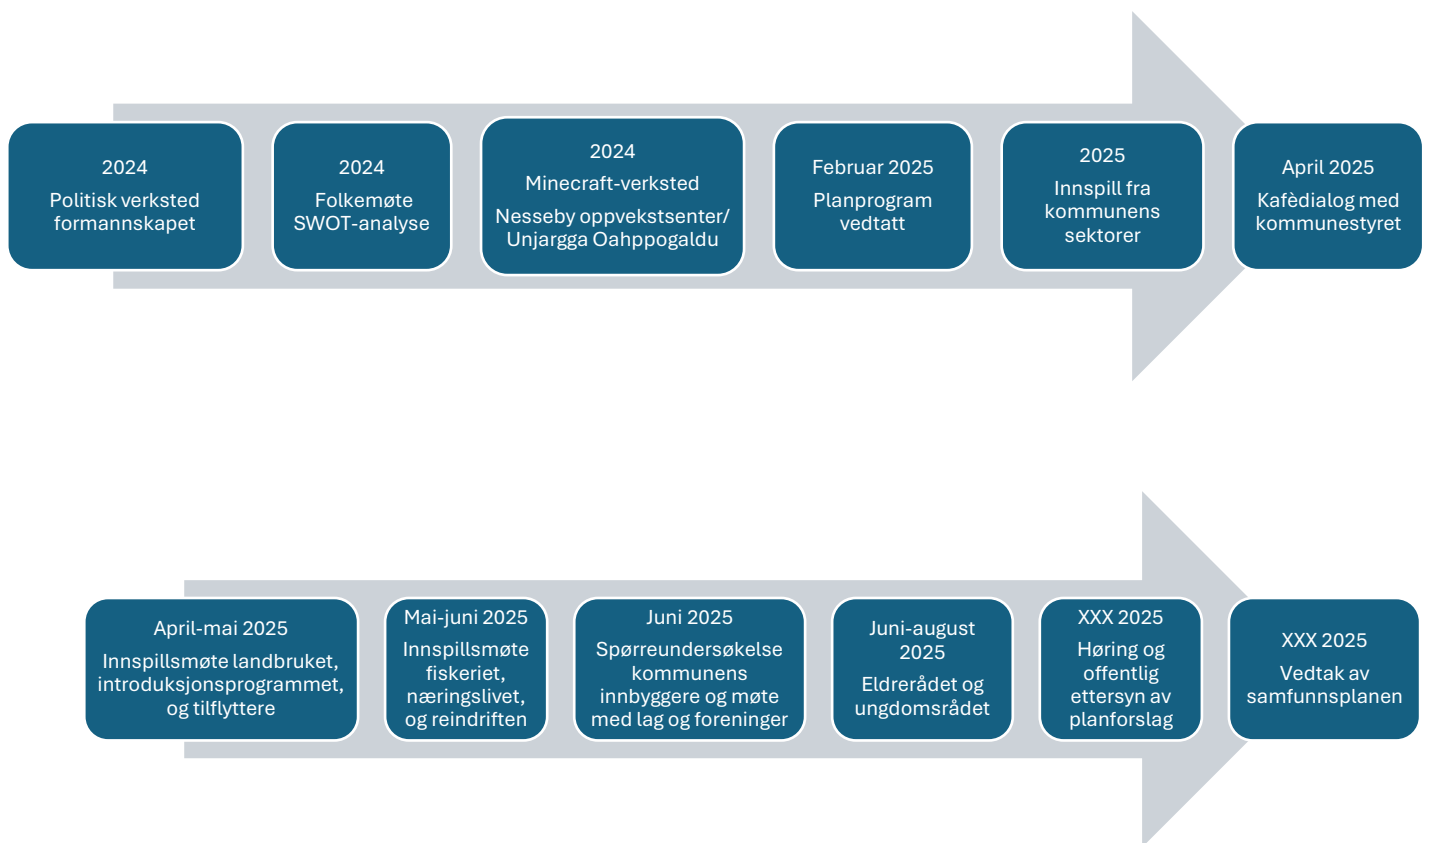 2024
Politisk verksted
formannskapet
2024
Folkemøte
SWOT-analyse
2024
Minecraft-verksted
Nesseby oppvekstsenter/
Unjargga Oahppogaldu
Februar 2025
Planprogram
vedtatt
2025
Innspill fra
kommunens
sektorer
April 2025
Kafèdialog med
kommunestyret
April-mai 2025
Innspillsmøte landbruket,
introduksjonsprogrammet,
og tilflyttere
Mai-juni 2025
Innspillsmøte
fiskeriet,
næringslivet,
og reindriften
Juni 2025
Spørreundersøkelse
kommunens
innbyggere og møte
med lag og foreninger
Juni-august
2025
Eldrerådet og
ungdomsrådet
XXX 2025
Høring og
offentlig
ettersyn av
planforslag
XXX 2025
Vedtak av
samfunnsplanen